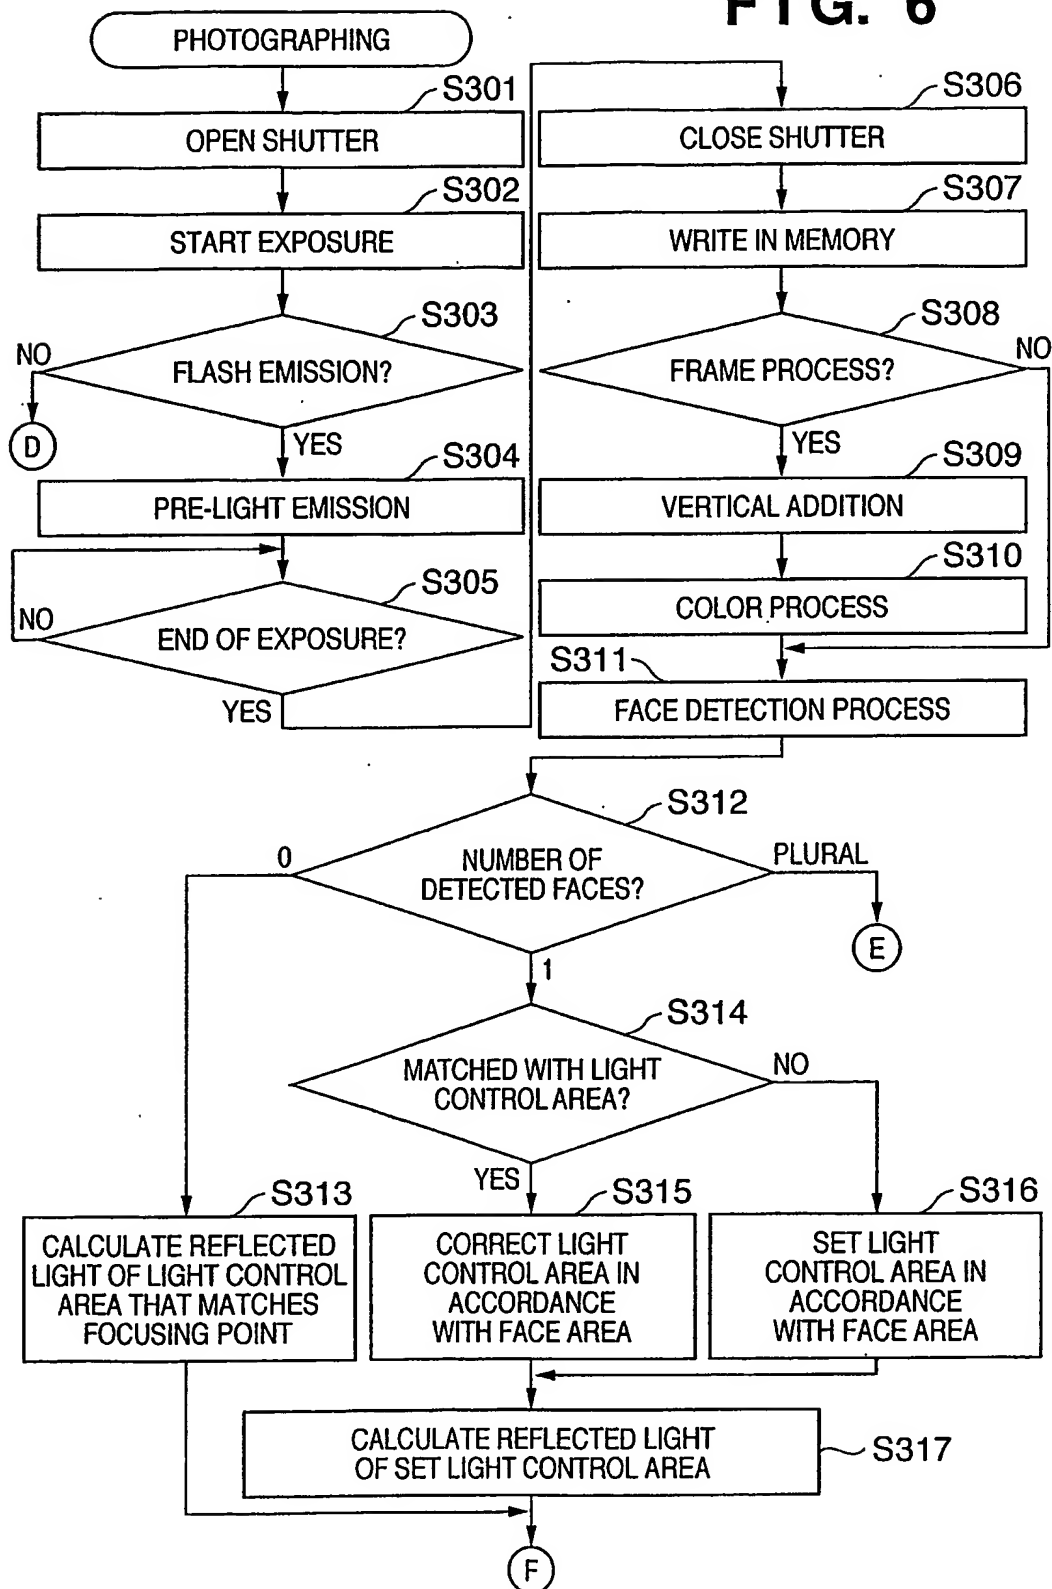 FIG. 6
PHOTOGRAPHING
S301
OPEN SHUTTER
S302
START EXPOSURE
S303
FLASH EMISSION?
NO
D
YES
S304
PRE-LIGHT EMISSION
S305
NO
END OF EXPOSURE?
YES
S306
CLOSE SHUTTER
S307
WRITE IN MEMORY
S308
FRAME PROCESS?
NO
YES
S309
VERTICAL ADDITION
S310
COLOR PROCESS
S311
FACE DETECTION PROCESS
S312
NUMBER OF
DETECTED FACES?
0
PLURAL
E
1
S314
MATCHED WITH LIGHT
CONTROL AREA?
NO
YES
S313
CALCULATE REFLECTED
LIGHT OF LIGHT CONTROL
AREA THAT MATCHES
FOCUSING POINT
S315
CORRECT LIGHT
CONTROL AREA IN
ACCORDANCE
WITH FACE AREA
S316
SET LIGHT
CONTROL AREA IN
ACCORDANCE
WITH FACE AREA
CALCULATE REFLECTED LIGHT
OF SET LIGHT CONTROL AREA
S317
F